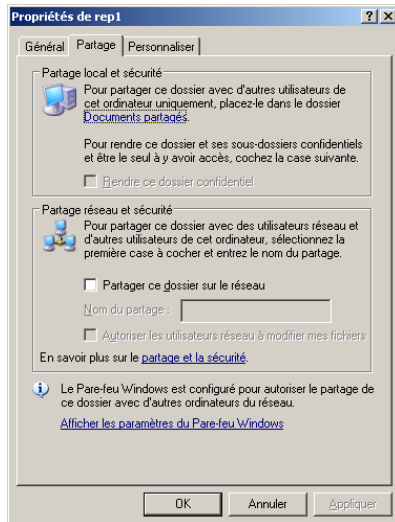 Propriétés de rep1
Général Partage Personnaliser
Partage local et sécurité
Pour partager ce dossier avec d'autres utilisateurs de
cet ordinateur uniquement, placez-le dans le dossier
Documents partagés.
Pour rendre ce dossier et ses sous-dossiers confidentiels
et être le seul à y avoir accès, cochez la case suivante.
Rendre ce dossier confidentiel
Partage réseau et sécurité
Pour partager ce dossier avec des utilisateurs réseau et
d'autres utilisateurs de cet ordinateur, sélectionnez la
première case à cocher et entrez le nom du partage.
Partager ce dossier sur le réseau
Nom du partage :
Autoriser les utilisateurs réseau à modifier mes fichiers
En savoir plus sur le partage et la sécurité.
Le Pare-feu Windows est configuré pour autoriser le partage de
ce dossier avec d'autres ordinateurs du réseau.
Afficher les paramètres du Pare-feu Windows
OK Annuler Appliquer